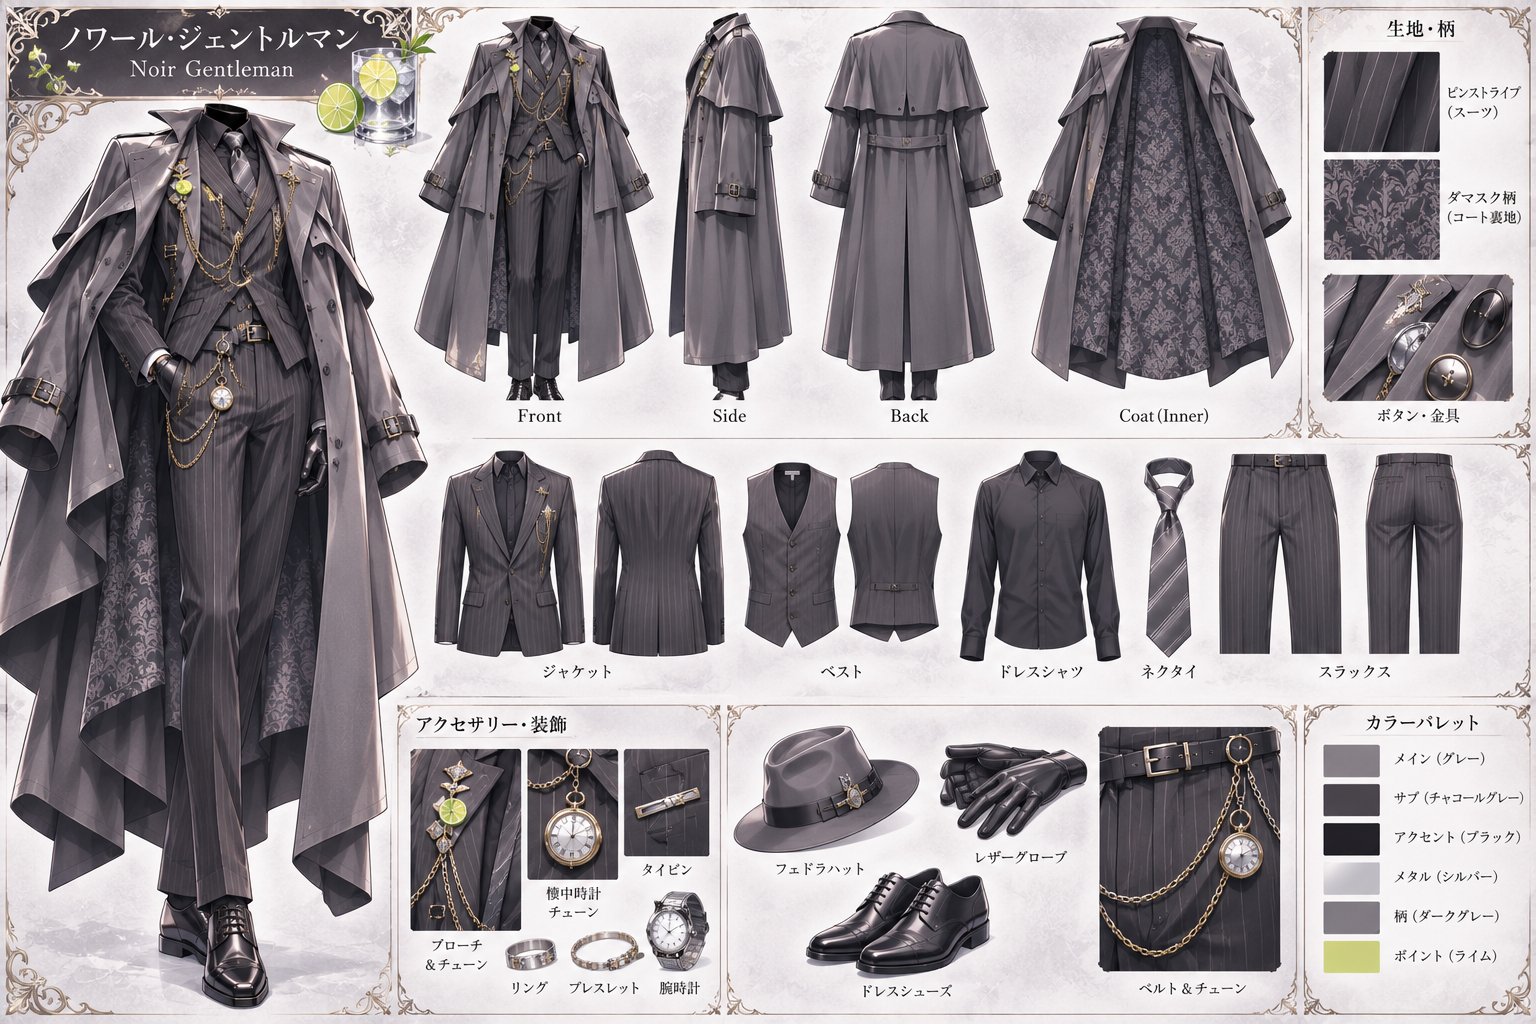 ノワール・ジェントルマン
Noir Gentleman
Front
Side
Back
Coat (Inner)
生地・柄
ピンストライプ
(スーツ)
ダマスク柄
(コート裏地)
ボタン・金具
ジャケット
ベスト
ドレスシャツ
ネクタイ
スラックス
アクセサリー・装飾
ブローチ
&チェーン
懐中時計
チェーン
タイピン
リング
ブレスレット
腕時計
フェドラハット
レザーグローブ
ドレスシューズ
ベルト&チェーン
カラーパレット
メイン (グレー)
サブ (チャコールグレー)
アクセント (ブラック)
メタル (シルバー)
柄 (ダークグレー)
ポイント (ライム)